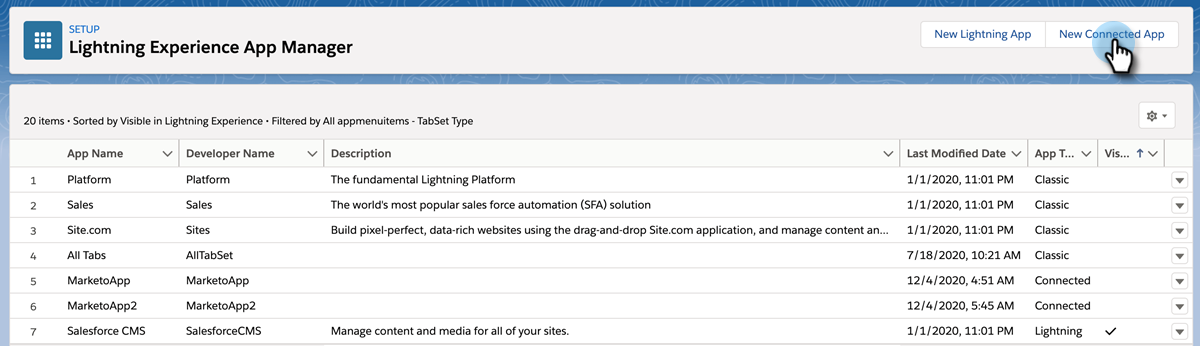 SETUP
Lightning Experience App Manager
New Lightning App New Connected App
20 items • Sorted by Visible in Lightning Experience • Filtered by All appmenuitems - TabSet Type
App Name Developer Name Description Last Modified Date App T... Vis...
1 Platform Platform The fundamental Lightning Platform 1/1/2020, 11:01 PM Classic
2 Sales Sales The world's most popular sales force automation (SFA) solution 1/1/2020, 11:01 PM Classic
3 Site.com Sites Build pixel-perfect, data-rich websites using the drag-and-drop Site.com application, and manage content an... 1/1/2020, 11:01 PM Classic
4 All Tabs AllTabSet 7/18/2020, 10:21 AM Classic
5 MarketoApp MarketoApp 12/4/2020, 4:51 AM Connected
6 MarketoApp2 MarketoApp2 12/4/2020, 5:45 AM Connected
7 Salesforce CMS SalesforceCMS Manage content and media for all of your sites. 1/1/2020, 11:01 PM Lightning